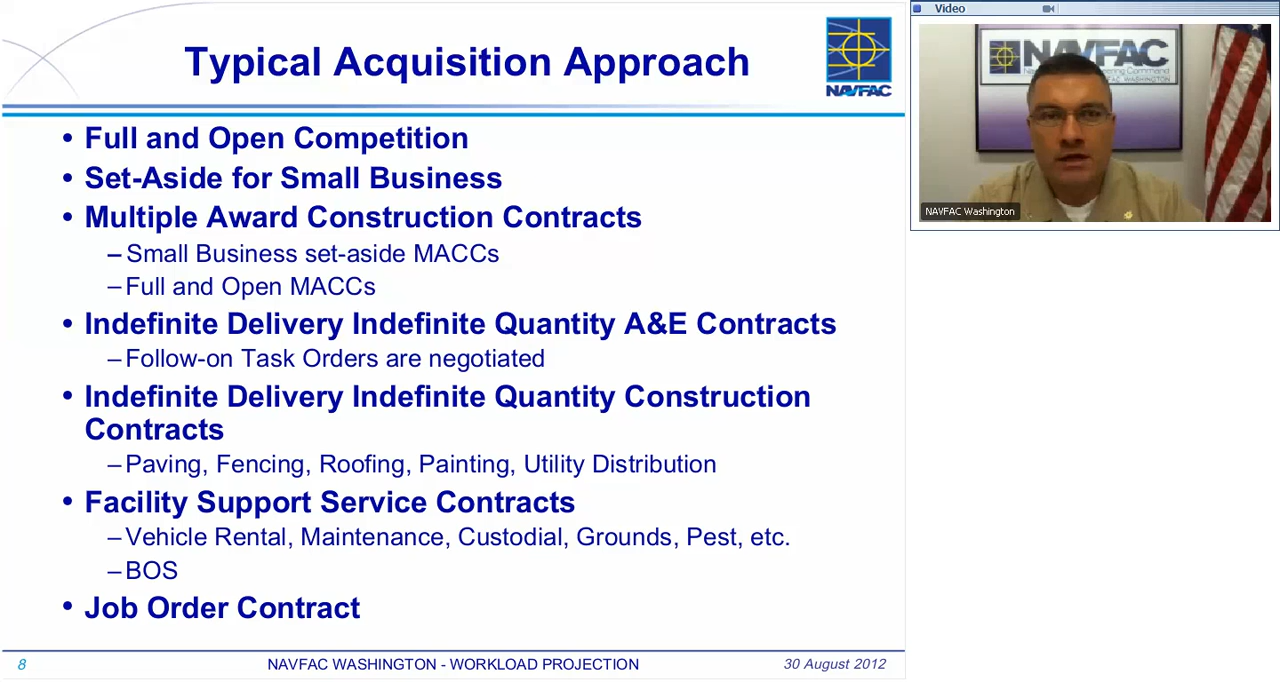 Typical Acquisition Approach
NAVFAC
• Full and Open Competition
• Set-Aside for Small Business
• Multiple Award Construction Contracts
– Small Business set-aside MACCs
– Full and Open MACCs
• Indefinite Delivery Indefinite Quantity A&E Contracts
– Follow-on Task Orders are negotiated
• Indefinite Delivery Indefinite Quantity Construction
Contracts
– Paving, Fencing, Roofing, Painting, Utility Distribution
• Facility Support Service Contracts
– Vehicle Rental, Maintenance, Custodial, Grounds, Pest, etc.
– BOS
• Job Order Contract
8
NAVFAC WASHINGTON - WORKLOAD PROJECTION
30 August 2012
Video
NAVFAC
Command
WASHINGTON
NAVFAC Washington